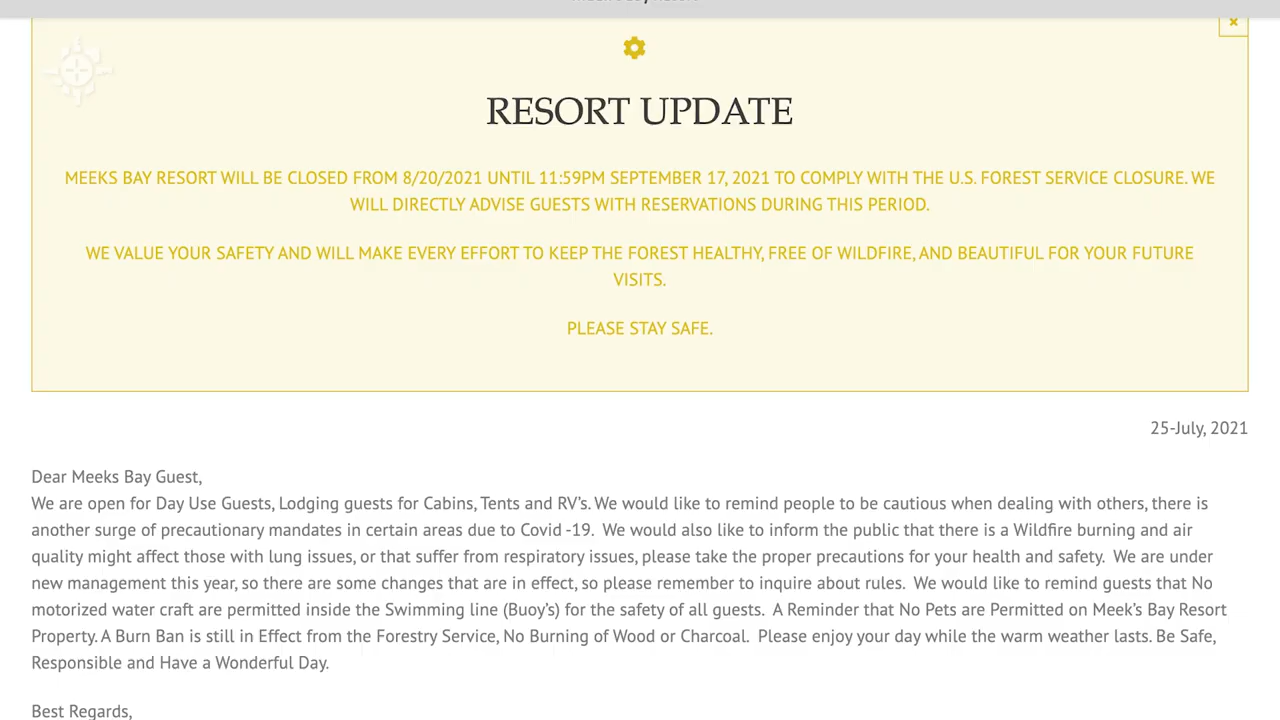 RESORT UPDATE
MEEKS BAY RESORT WILL BE CLOSED FROM 8/20/2021 UNTIL 11:59PM SEPTEMBER 17, 2021 TO COMPLY WITH THE U.S. FOREST SERVICE CLOSURE. WE
WILL DIRECTLY ADVISE GUESTS WITH RESERVATIONS DURING THIS PERIOD.
WE VALUE YOUR SAFETY AND WILL MAKE EVERY EFFORT TO KEEP THE FOREST HEALTHY, FREE OF WILDFIRE, AND BEAUTIFUL FOR YOUR FUTURE
VISITS.
PLEASE STAY SAFE.
25-July, 2021
Dear Meeks Bay Guest,
We are open for Day Use Guests, Lodging guests for Cabins, Tents and RV’s. We would like to remind people to be cautious when dealing with others, there is
another surge of precautionary mandates in certain areas due to Covid -19.  We would also like to inform the public that there is a Wildfire burning and air
quality might affect those with lung issues, or that suffer from respiratory issues, please take the proper precautions for your health and safety.  We are under
new management this year, so there are some changes that are in effect, so please remember to inquire about rules.  We would like to remind guests that No
motorized water craft are permitted inside the Swimming line (Buoy’s) for the safety of all guests.  A Reminder that No Pets are Permitted on Meek’s Bay Resort
Property. A Burn Ban is still in Effect from the Forestry Service, No Burning of Wood or Charcoal.  Please enjoy your day while the warm weather lasts. Be Safe,
Responsible and Have a Wonderful Day.
Best Regards,